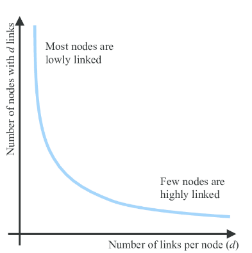 Number of nodes with d links
Most nodes are
lowly linked
Few nodes are
highly linked
Number of links per node (d)